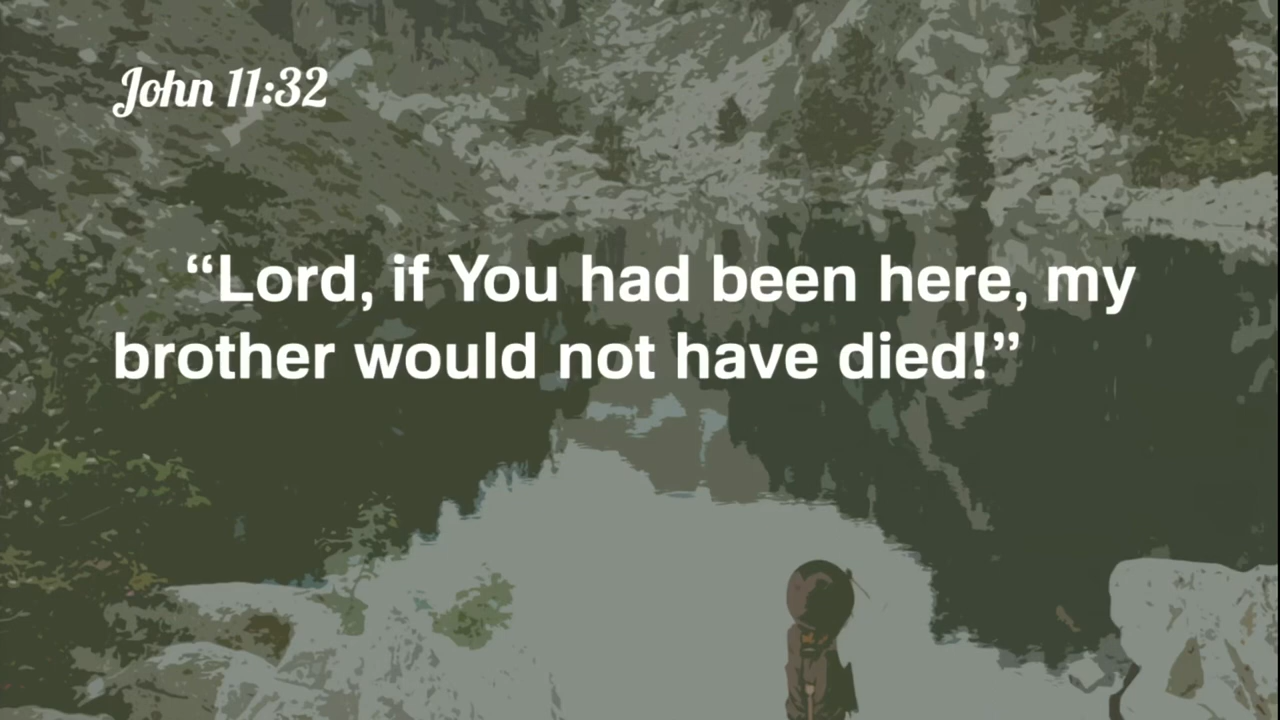 John 11:32
“Lord, if You had been here, my
brother would not have died!”